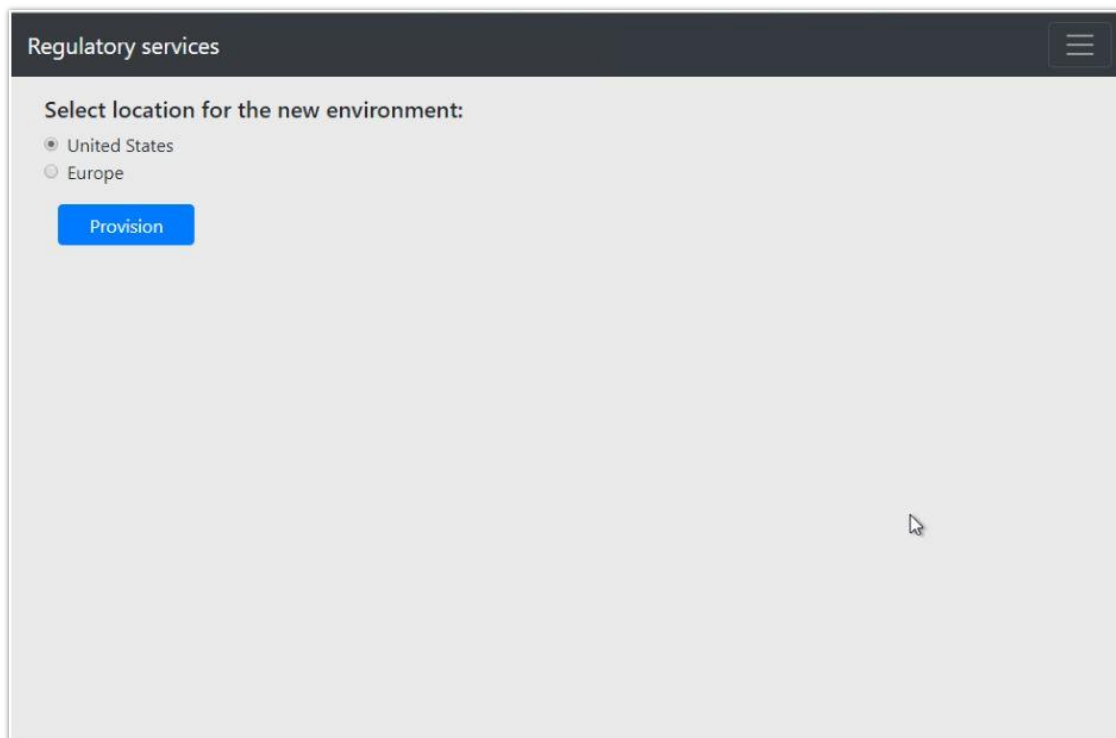 Regulatory services
Select location for the new environment:
United States
Europe
Provision